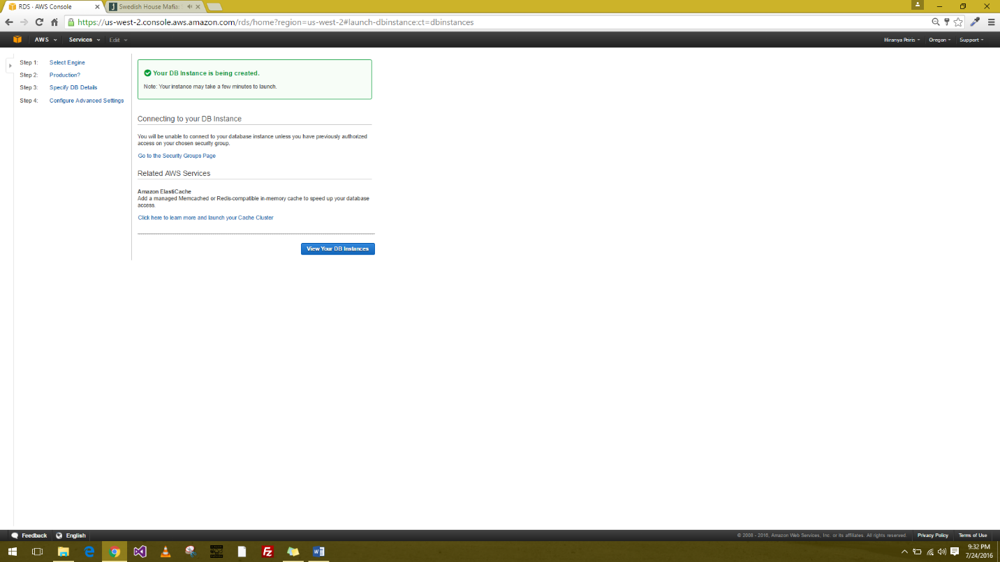 RDS · AWS Console
Swedish House Mafia
https://us-west-2.console.aws.amazon.com/rds/home?region=us-west-2#launch-dbinstance:ct=dbinstances
AWS Services Edit Hiranya Peiris Oregon Support
Step 1: Select Engine
Step 2: Production?
Step 3: Specify DB Details
Step 4: Configure Advanced Settings
Your DB Instance is being created.
Note: Your instance may take a few minutes to launch.
Connecting to your DB Instance
You will be unable to connect to your database instance unless you have previously authorized
access on your chosen security group.
Go to the Security Groups Page
Related AWS Services
Amazon ElastiCache
Add a managed Memcached or Redis-compatible in-memory cache to speed up your database
access.
Click here to learn more and launch your Cache Cluster
View Your DB Instances
Feedback English © 2008 - 2016, Amazon Web Services, Inc. or its affiliates. All rights reserved. Privacy Policy Terms of Use
9:32 PM
7/24/2016